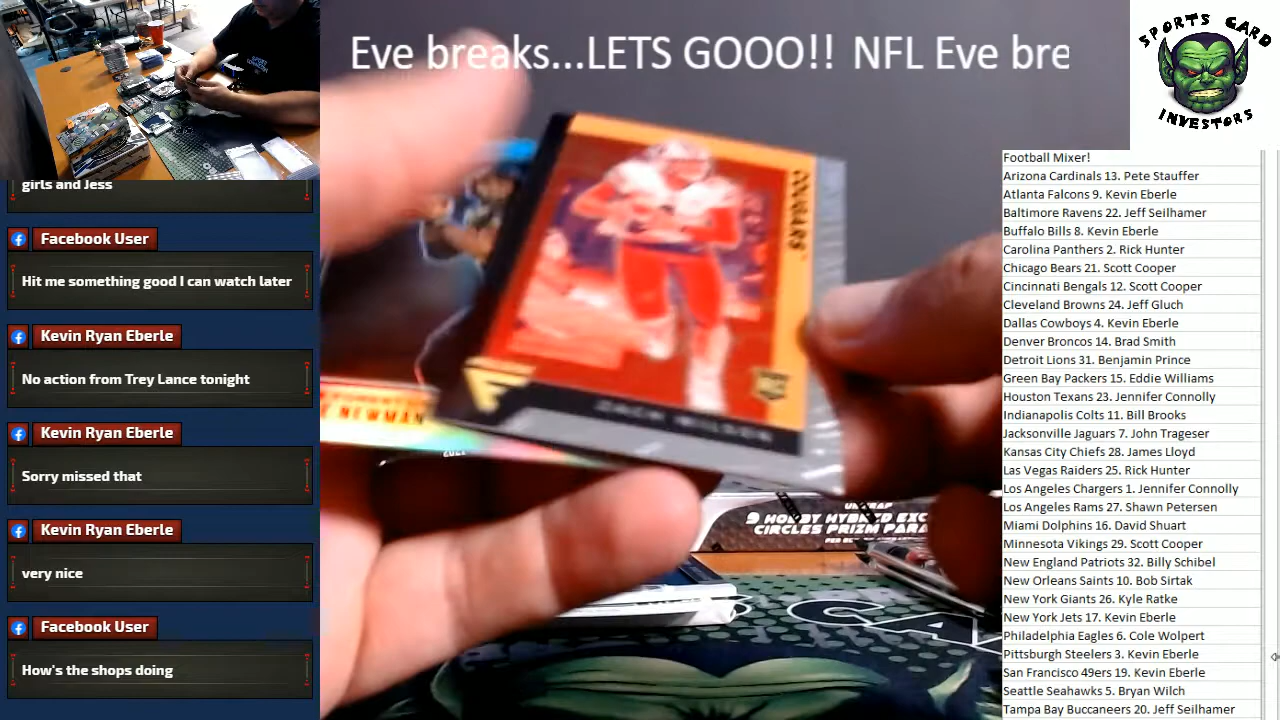 Eve breaks...LETS GOOO!! NFL Eve bre
SPORTS CARD
INVESTORS
girls and Jess
Facebook User
Hit me something good I can watch later
Kevin Ryan Eberle
No action from Trey Lance tonight
Kevin Ryan Eberle
Sorry missed that
Kevin Ryan Eberle
very nice
Facebook User
How's the shops doing
COUGARS
ZACH WILSON
NEWMAN
9 HOBBY HYBRID EXC
CIRCLES PRIZM PARA
Football Mixer!
Arizona Cardinals 13. Pete Stauffer
Atlanta Falcons 9. Kevin Eberle
Baltimore Ravens 22. Jeff Seilhamer
Buffalo Bills 8. Kevin Eberle
Carolina Panthers 2. Rick Hunter
Chicago Bears 21. Scott Cooper
Cincinnati Bengals 12. Scott Cooper
Cleveland Browns 24. Jeff Gluch
Dallas Cowboys 4. Kevin Eberle
Denver Broncos 14. Brad Smith
Detroit Lions 31. Benjamin Prince
Green Bay Packers 15. Eddie Williams
Houston Texans 23. Jennifer Connolly
Indianapolis Colts 11. Bill Brooks
Jacksonville Jaguars 7. John Trageser
Kansas City Chiefs 28. James Lloyd
Las Vegas Raiders 25. Rick Hunter
Los Angeles Chargers 1. Jennifer Connolly
Los Angeles Rams 27. Shawn Petersen
Miami Dolphins 16. David Shuart
Minnesota Vikings 29. Scott Cooper
New England Patriots 32. Billy Schibel
New Orleans Saints 10. Bob Sirtak
New York Giants 26. Kyle Ratke
New York Jets 17. Kevin Eberle
Philadelphia Eagles 6. Cole Wolpert
Pittsburgh Steelers 3. Kevin Eberle
San Francisco 49ers 19. Kevin Eberle
Seattle Seahawks 5. Bryan Wilch
Tampa Bay Buccaneers 20. Jeff Seilhamer